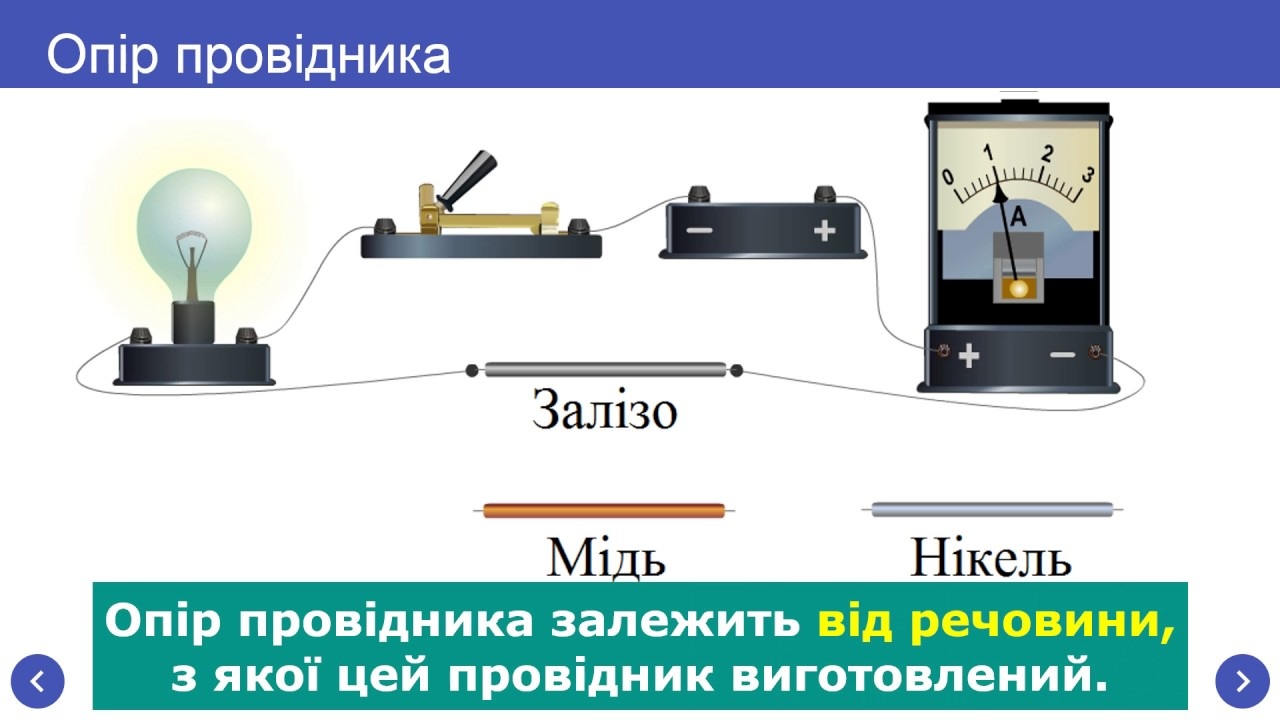 Опір провідника
0 1 2 3
A
− +
+ −
Залізо
Мідь Нікель
Опір провідника залежить від речовини,
з якої цей провідник виготовлений.